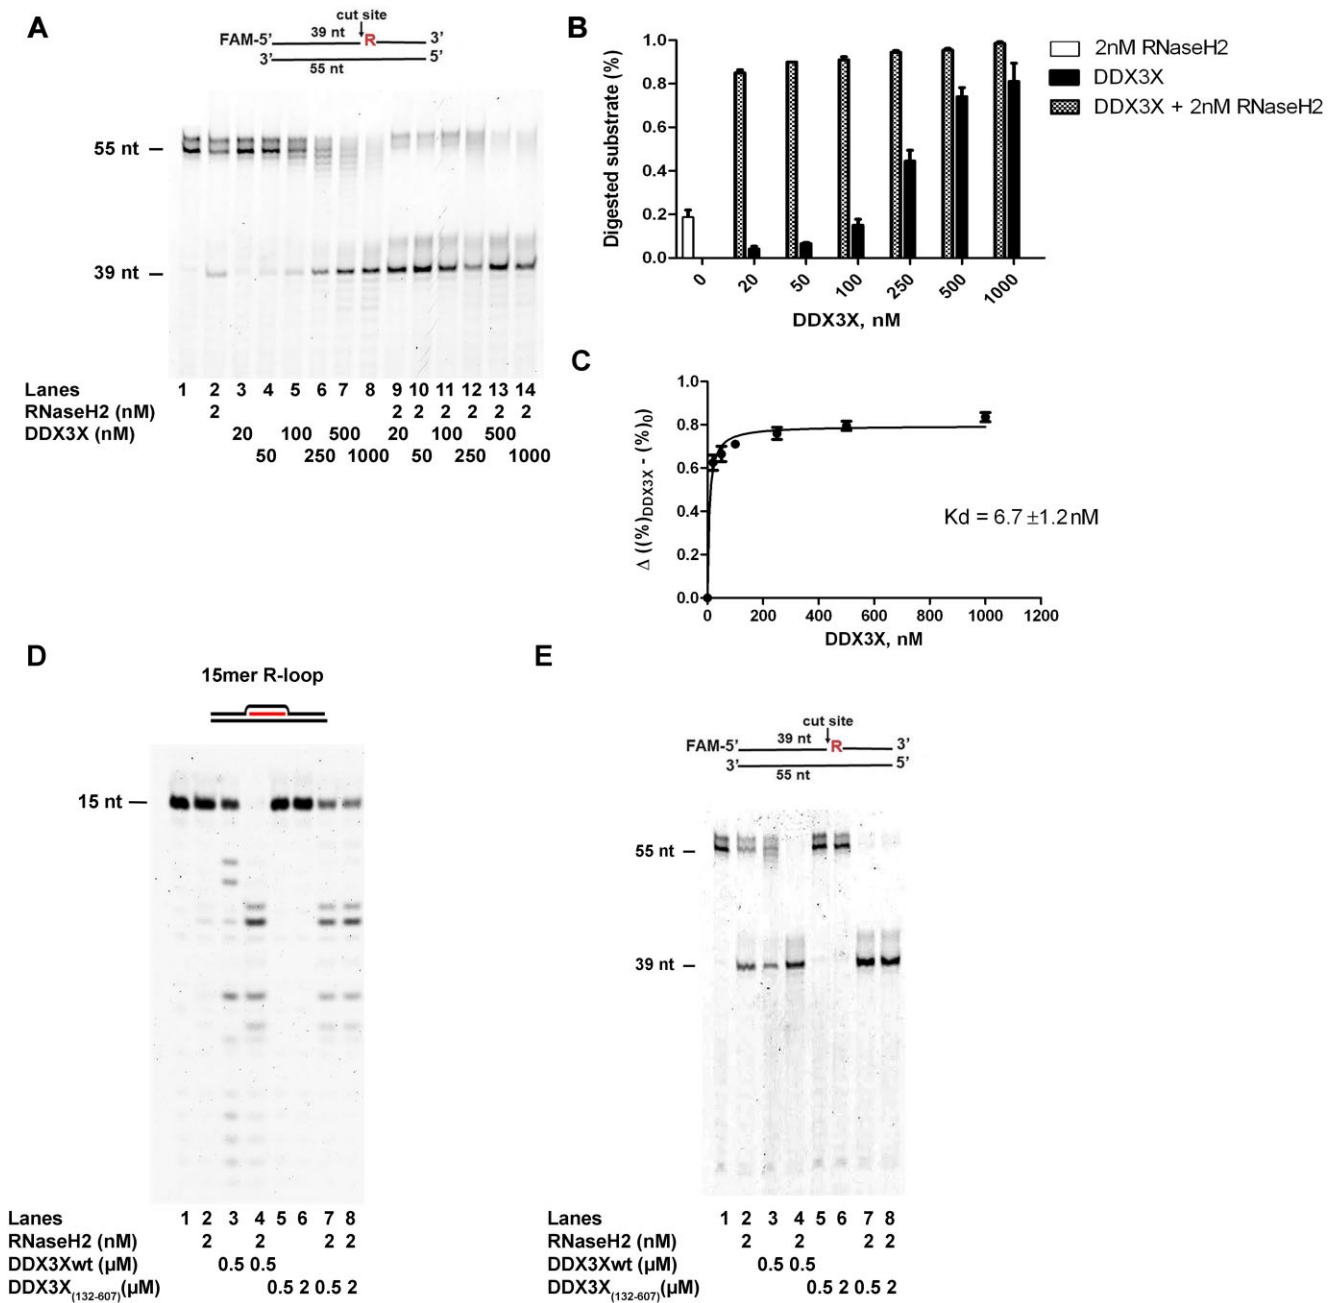 A
cut site
39 nt
FAM-5' R 3'
3' 5'
55 nt
55 nt
39 nt
Lanes 1 2 3 4 5 6 7 8 9 10 11 12 13 14
RNaseH2 (nM) 2 2 2 2 2 2 2
DDX3X (nM) 20 100 500 20 100 500
50 250 1000 50 250 1000
B
Digested substrate (%)
1.0
0.8
0.6
0.4
0.2
0.0
0 20 50 100 250 500 1000
DDX3X, nM
2nM RNaseH2
DDX3X
DDX3X + 2nM RNaseH2
C
Δ ((%)DDX3X - (%)0)
1.0
0.8
0.6
0.4
0.2
0.0
Kd = 6.7 ±1.2nM
0 200 400 600 800 1000 1200
DDX3X, nM
D
15mer R-loop
15 nt
Lanes 1 2 3 4 5 6 7 8
RNaseH2 (nM) 2 2 2 2
DDX3Xwt (µM) 0.5 0.5
DDX3X(132-607)(µM) 0.5 2 0.5 2
E
cut site
39 nt
FAM-5' R 3'
3' 5'
55 nt
55 nt
39 nt
Lanes 1 2 3 4 5 6 7 8
RNaseH2 (nM) 2 2 2 2
DDX3Xwt (µM) 0.5 0.5
DDX3X(132-607)(µM) 0.5 2 0.5 2